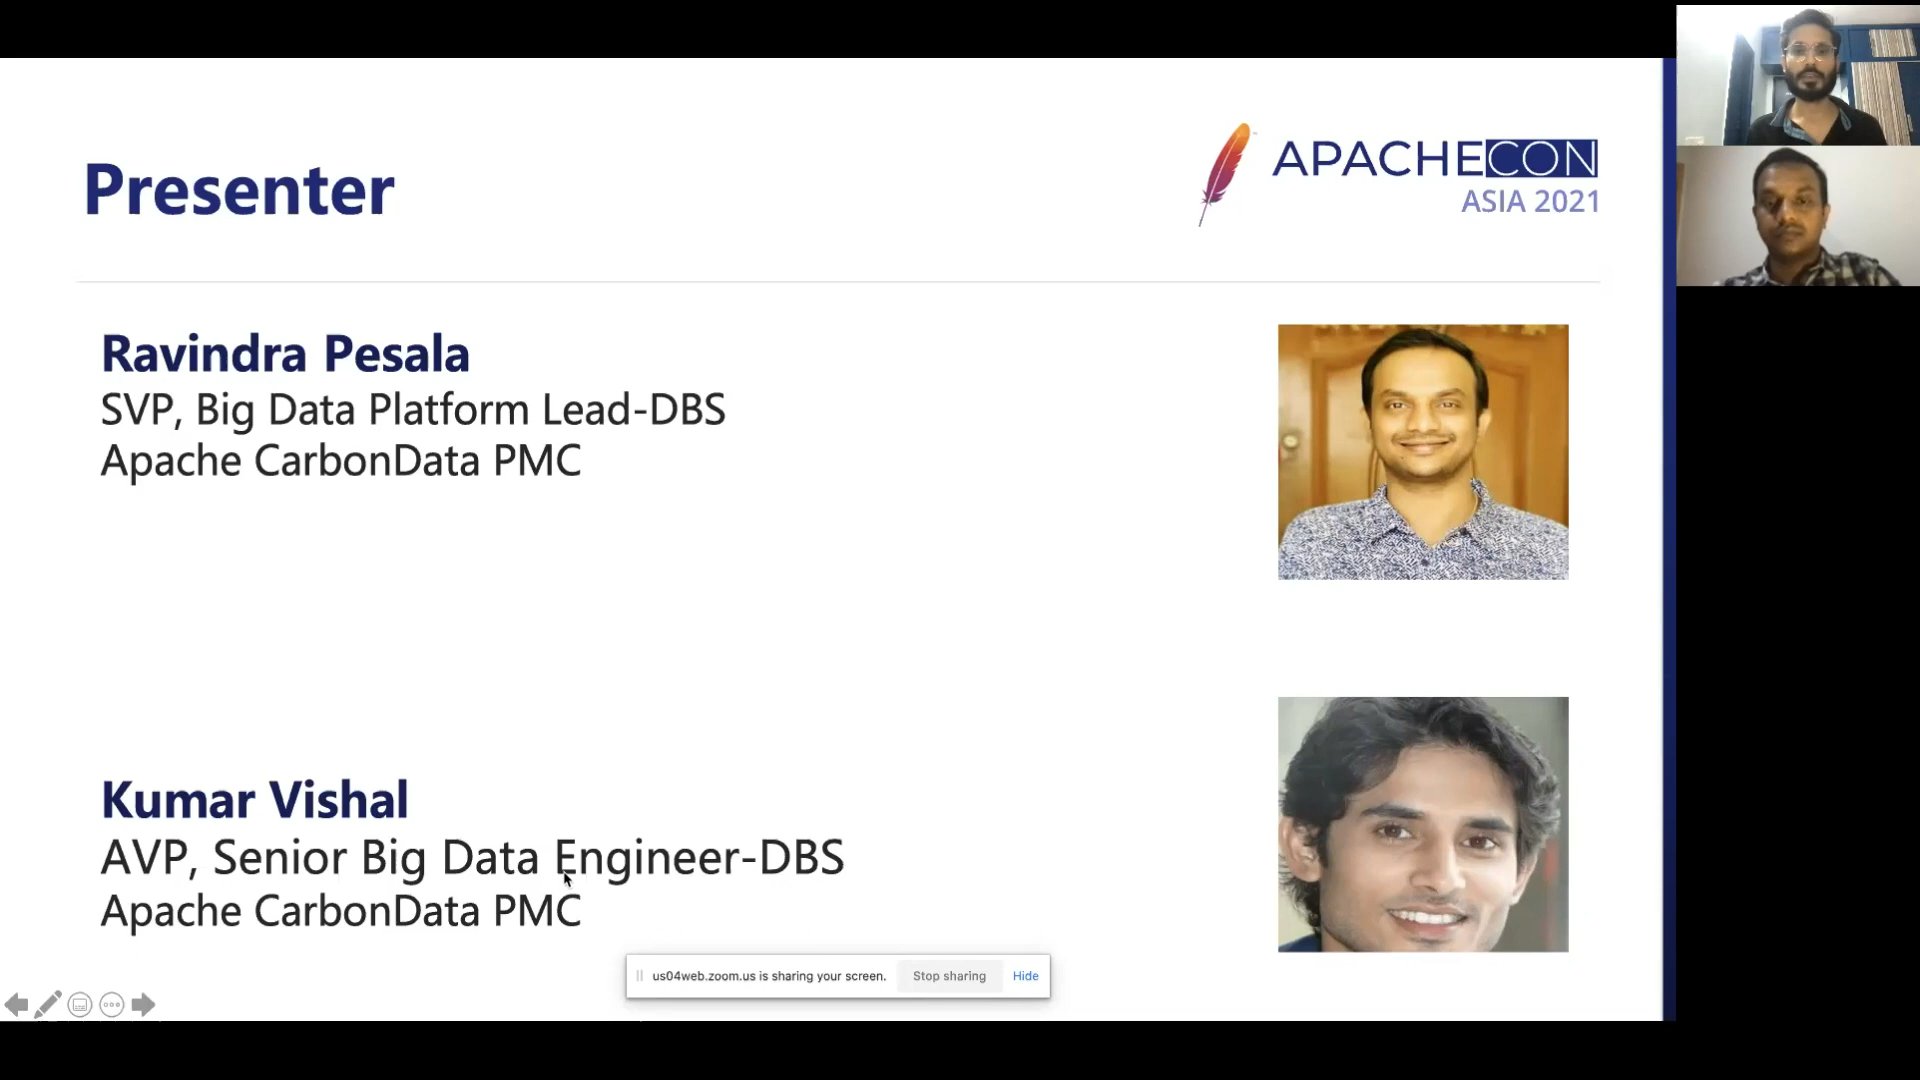 Presenter
APACHECON
ASIA 2021
Ravindra Pesala
SVP, Big Data Platform Lead-DBS
Apache CarbonData PMC
Kumar Vishal
AVP, Senior Big Data Engineer-DBS
Apache CarbonData PMC
us04web.zoom.us is sharing your screen. Stop sharing Hide